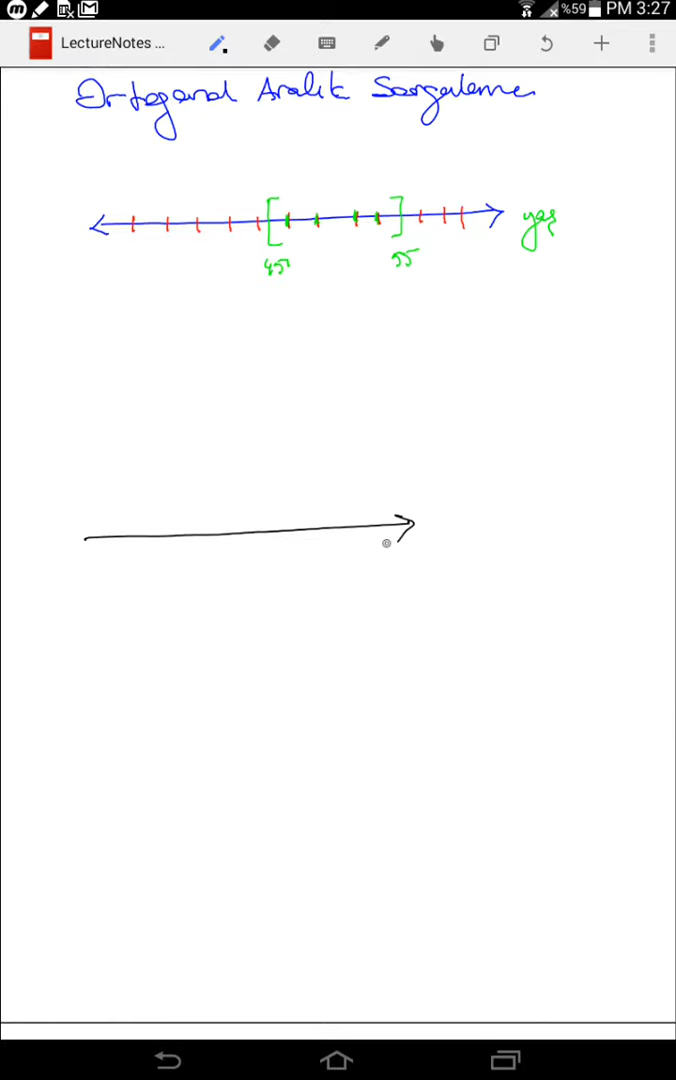 %59 PM 3:27
LectureNotes ...
Ortogonal Aralık Sorgulama
yaş
45 55